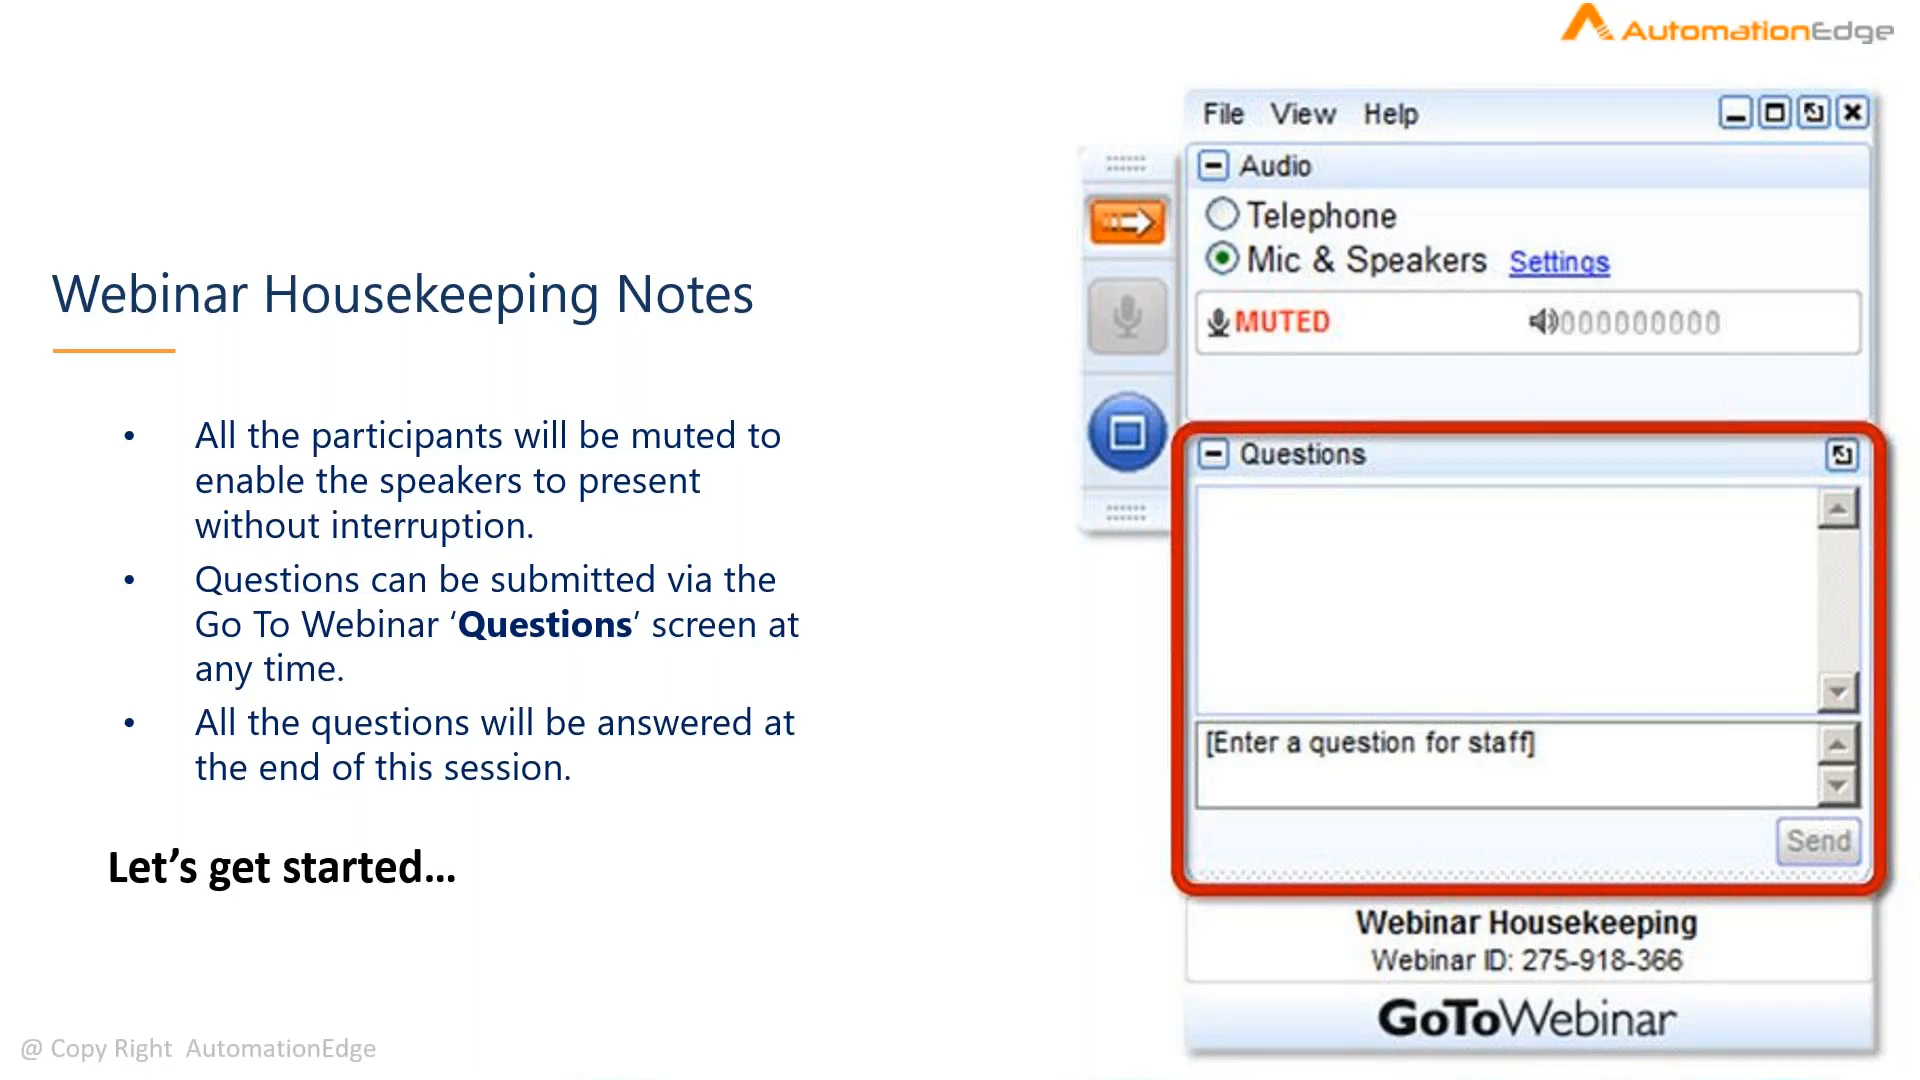 AutomationEdge
Webinar Housekeeping Notes
• All the participants will be muted to
enable the speakers to present
without interruption.
• Questions can be submitted via the
Go To Webinar ‘Questions’ screen at
any time.
• All the questions will be answered at
the end of this session.
Let’s get started...
@ Copy Right AutomationEdge
File View Help
Audio
Telephone
Mic & Speakers Settings
MUTED
Questions
[Enter a question for staff]
Send
Webinar Housekeeping
Webinar ID: 275-918-366
GoToWebinar